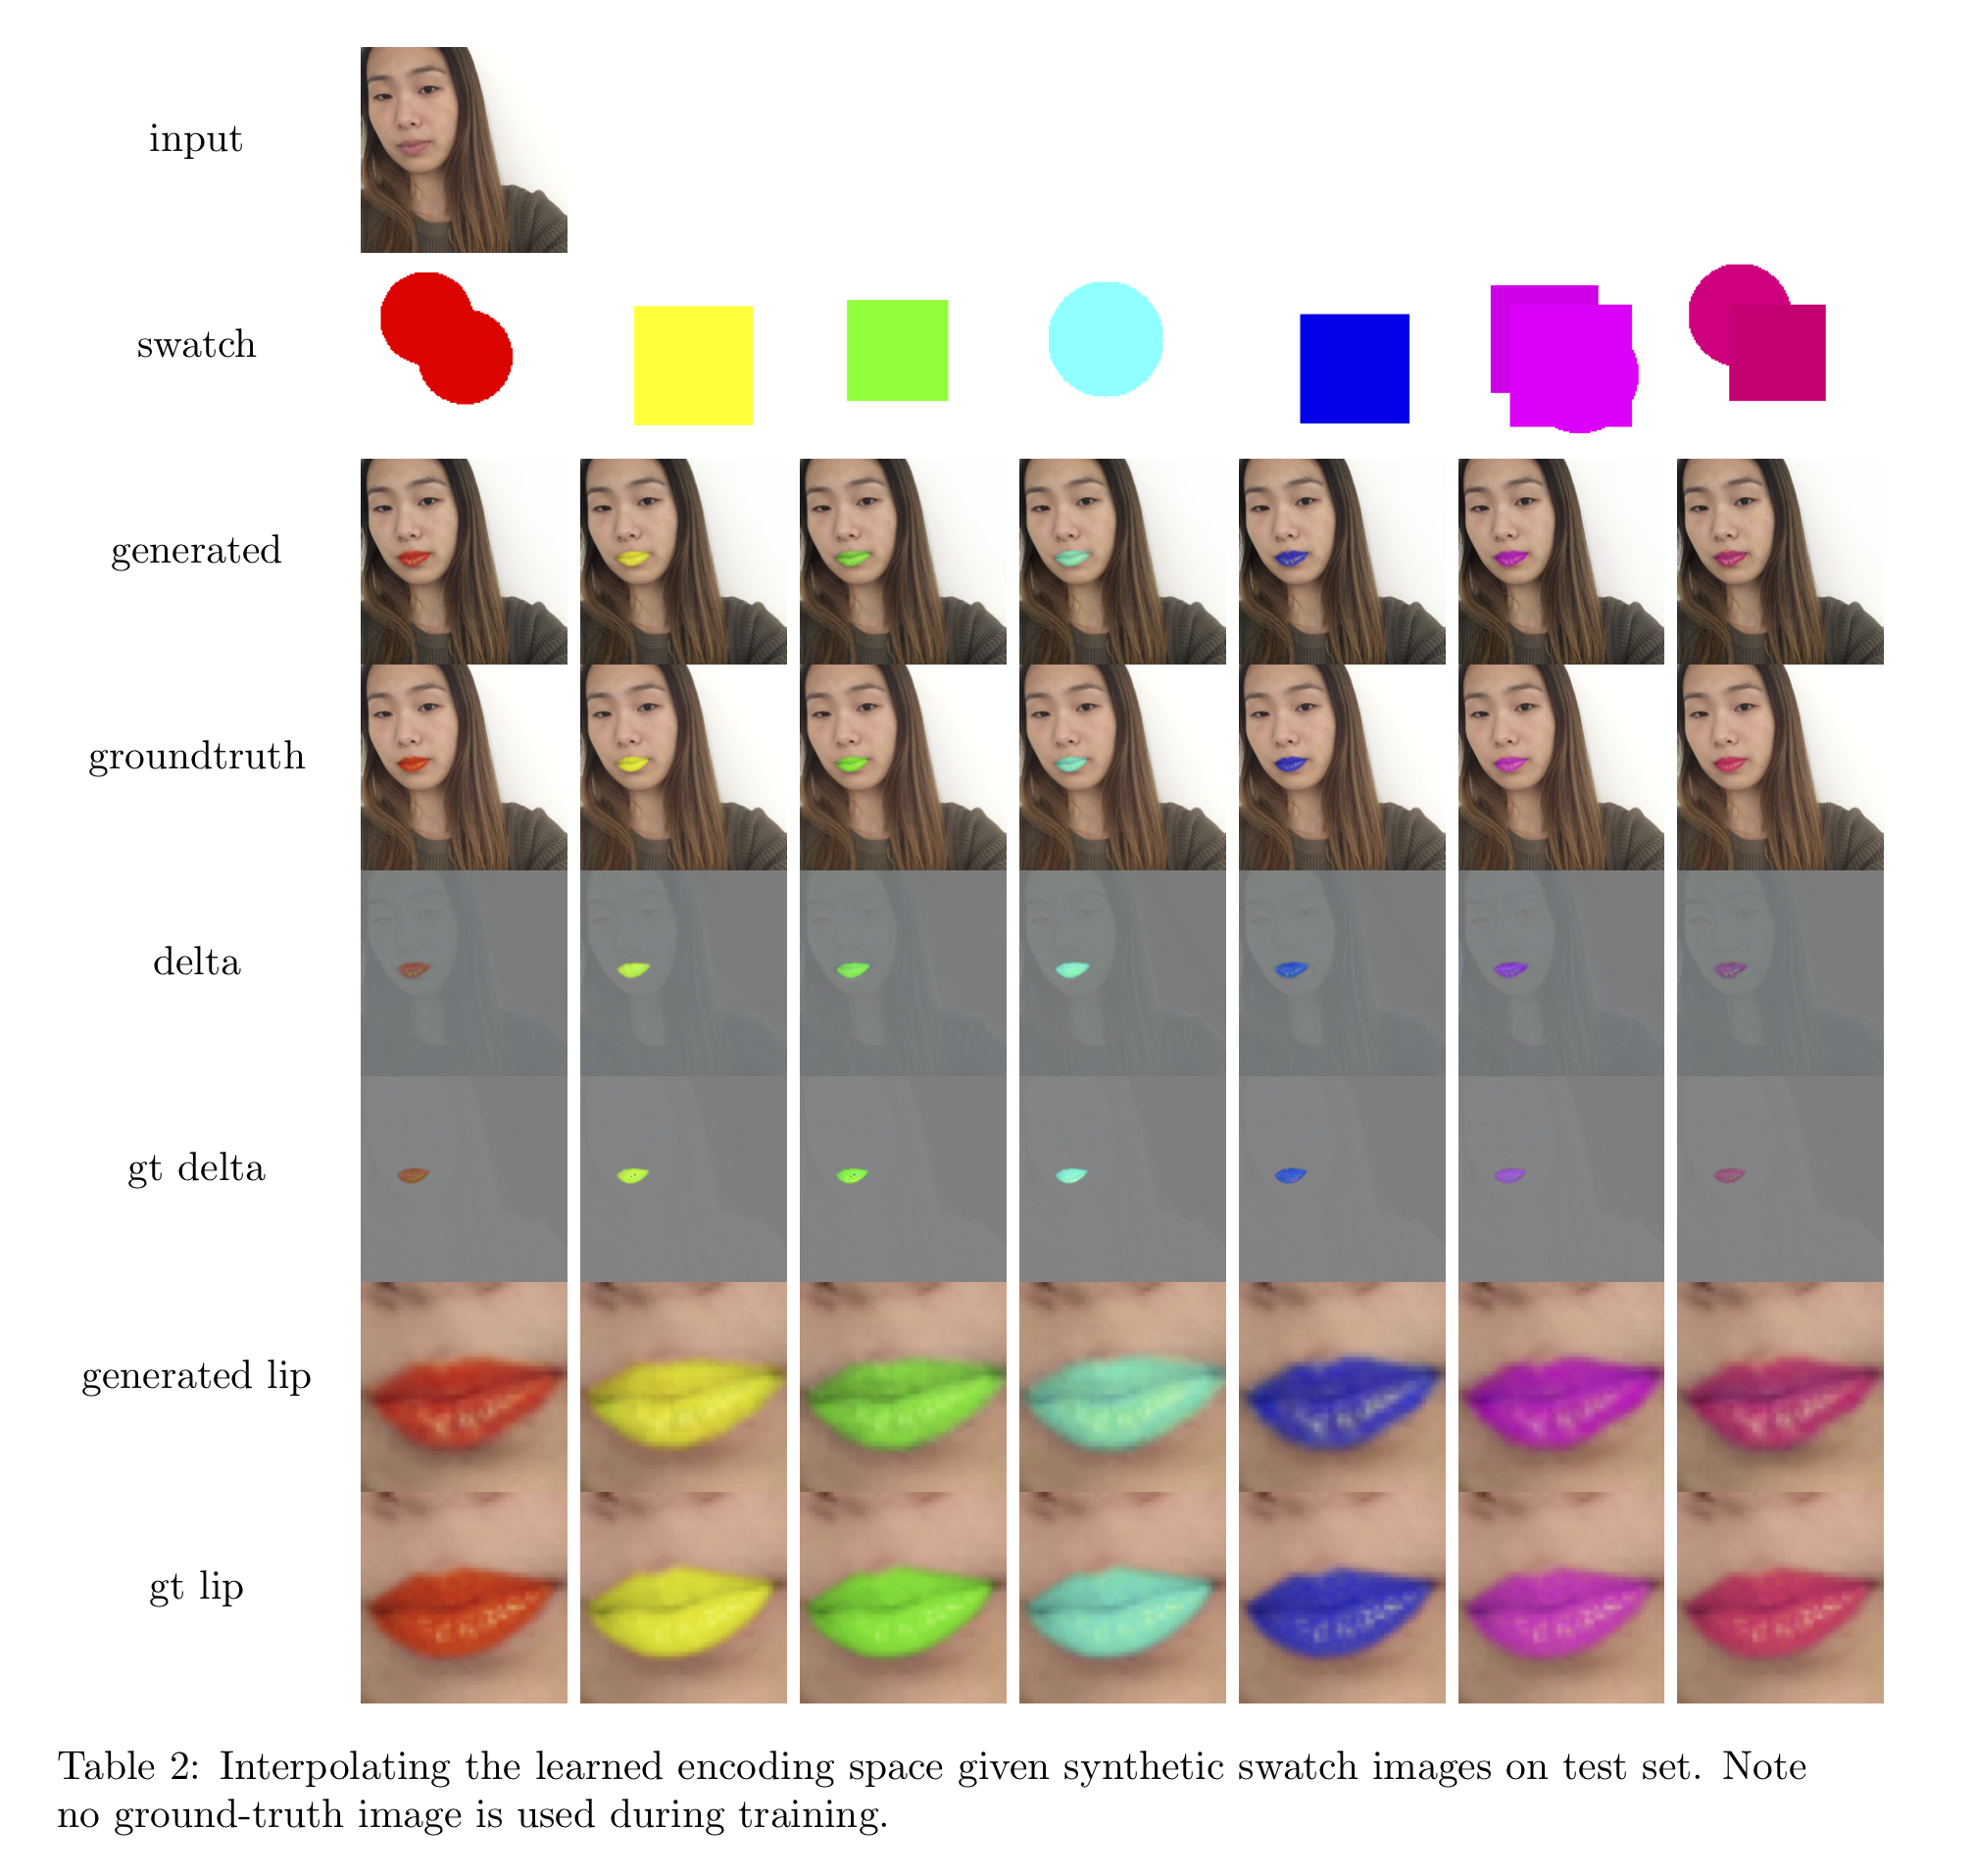 input
swatch
generated
groundtruth
delta
gt delta
generated lip
gt lip
Table 2: Interpolating the learned encoding space given synthetic swatch images on test set. Note
no ground-truth image is used during training.